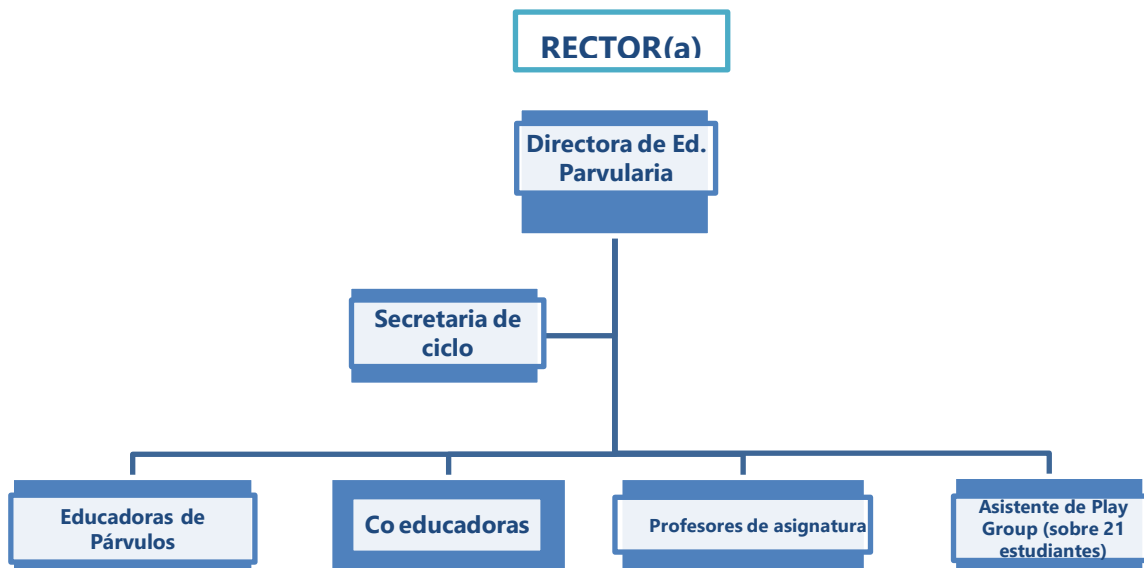 RECTOR(a)
Directora de Ed.
Parvularia
Secretaria de
ciclo
Educadoras de
Párvulos
Co educadoras
Profesores de asignatura
Asistente de Play
Group (sobre 21
estudiantes)